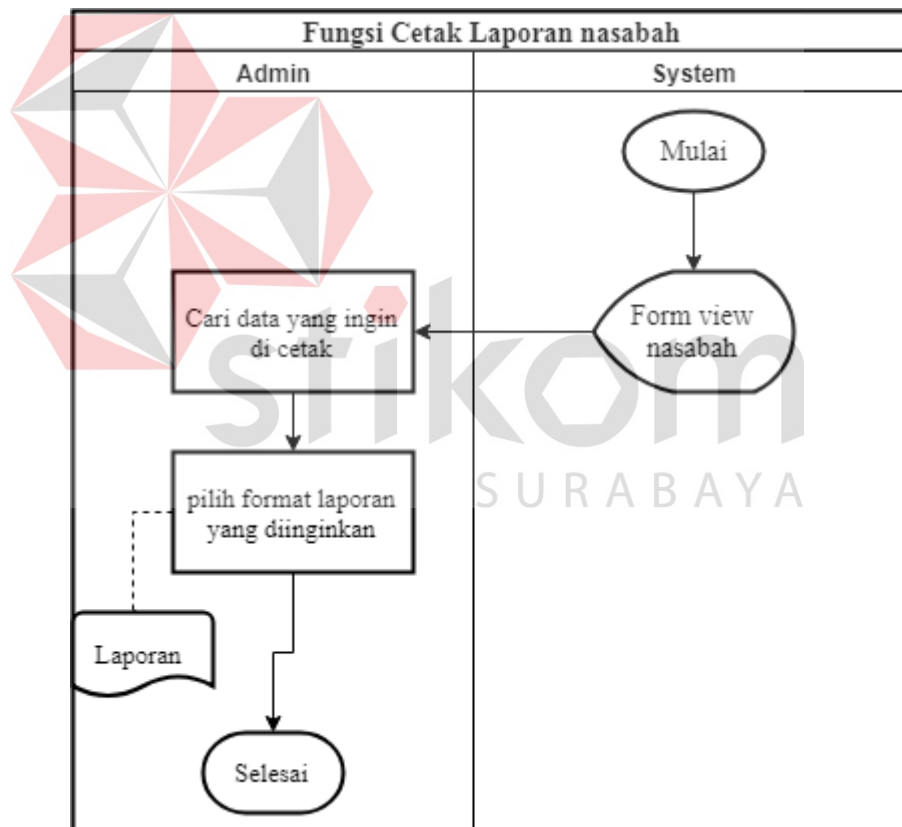 Fungsi Cetak Laporan nasabah
Admin
System
Mulai
Form view
nasabah
Cari data yang ingin
di cetak
pilih format laporan
yang diinginkan
Laporan
Selesai
stikom
SURABAYA